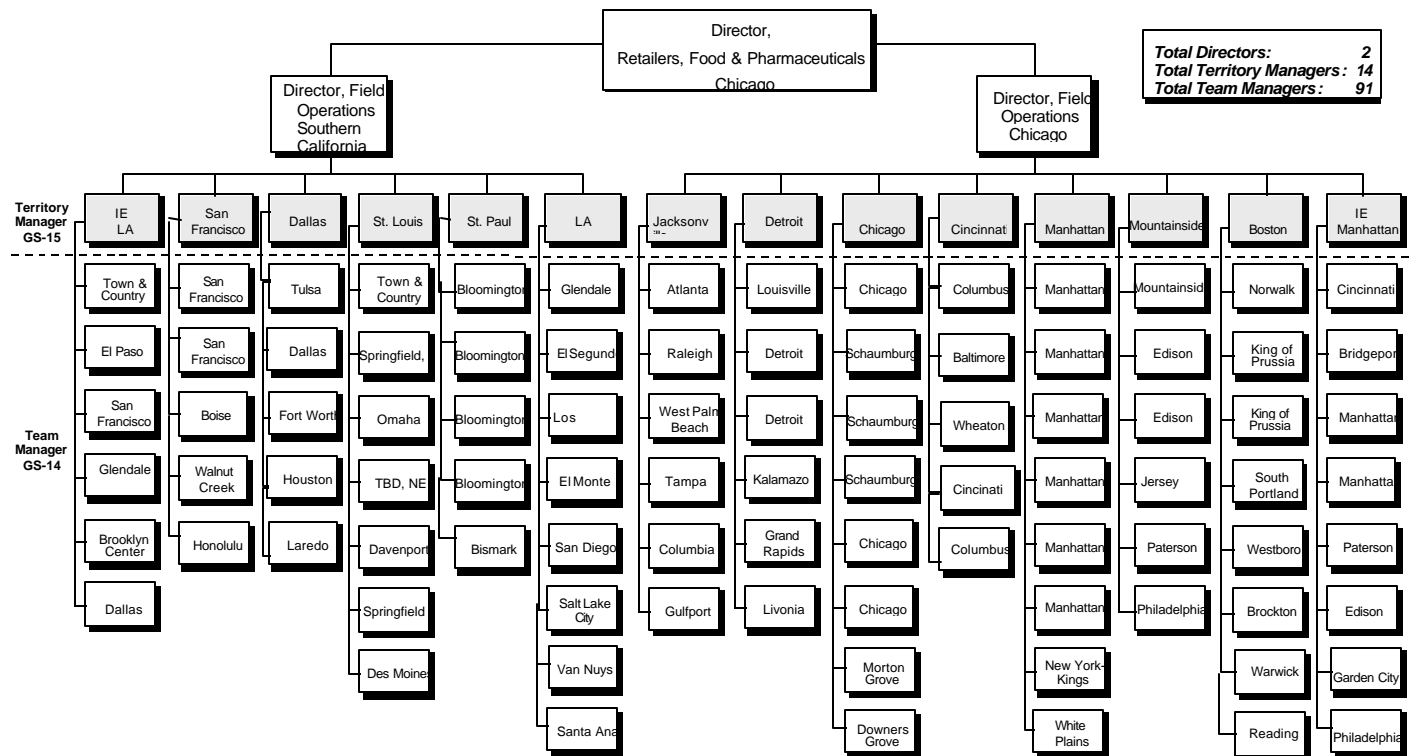 Director,
Retailers, Food & Pharmaceuticals
Chicago
Total Directors: 2
Total Territory Managers: 14
Total Team Managers: 91
Director, Field
Operations
Southern
California
Director, Field
Operations
Chicago
Territory
Manager
GS-15
IE
LA
San
Francisco
Dallas
St. Louis
St. Paul
LA
Jacksonv
Detroit
Chicago
Cincinnati
Manhattan
Mountainside
Boston
IE
Manhattan
Team
Manager
GS-14
Town &
Country
El Paso
San
Francisco
Glendale
Brooklyn
Center
Dallas
San
Francisco
San
Francisco
Boise
Walnut
Creek
Honolulu
Tulsa
Dallas
Fort Worth
Houston
Laredo
Town &
Country
Springfield,
Omaha
TBD, NE
Davenport
Springfield
Des Moines
Bloomington
Bloomington
Bloomington
Bloomington
Bismark
Glendale
El Segund
Los
El Monte
San Diego
Salt Lake
City
Van Nuys
Santa Ana
Atlanta
Raleigh
West Palm
Beach
Tampa
Columbia
Gulfport
Louisville
Detroit
Detroit
Kalamazo
Grand
Rapids
Livonia
Chicago
Schaumburg
Schaumburg
Schaumburg
Chicago
Chicago
Morton
Grove
Downers
Grove
Columbus
Baltimore
Wheaton
Cincinati
Columbus
Manhattan
Manhattan
Manhattan
Manhattan
Manhattan
Manhattan
New York-
Kings
White
Plains
Mountainsid
Edison
Edison
Jersey
Paterson
Philadelphia
Norwalk
King of
Prussia
King of
Prussia
South
Portland
Westboro
Brockton
Warwick
Reading
Cincinnati
Bridgepor
Manhattan
Manhatta
Paterson
Edison
Garden City
Philadelphia